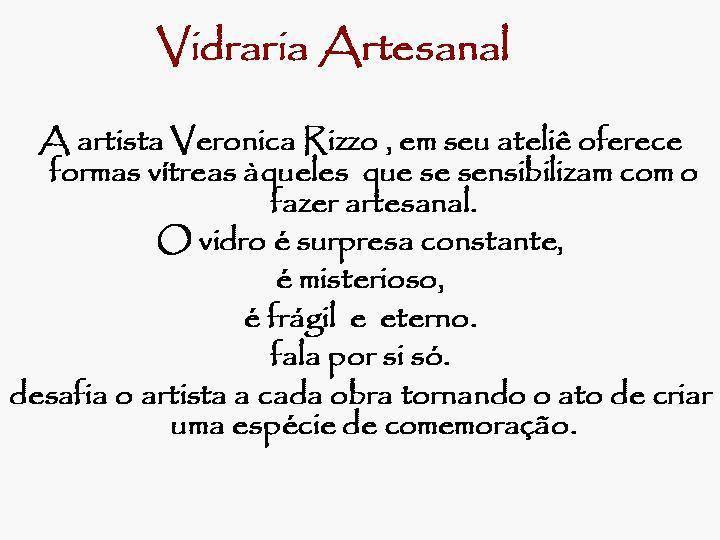 Vidraria Artesanal
A artista Veronica Rizzo , em seu ateliê oferece
formas vítreas àqueles que se sensibilizam com o
fazer artesanal.
O vidro é surpresa constante,
é misterioso,
é frágil e eterno.
fala por si só.
desafia o artista a cada obra tornando o ato de criar
uma espécie de comemoração.